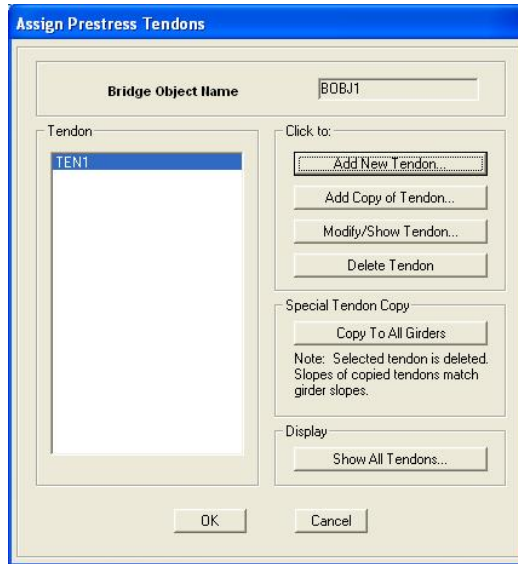 Assign Prestress Tendons
Bridge Object Name
BOBJ1
Tendon
TEN1
Click to:
Add New Tendon...
Add Copy of Tendon...
Modify/Show Tendon...
Delete Tendon
Special Tendon Copy
Copy To All Girders
Note: Selected tendon is deleted.
Slopes of copied tendons match
girder slopes.
Display
Show All Tendons...
OK
Cancel